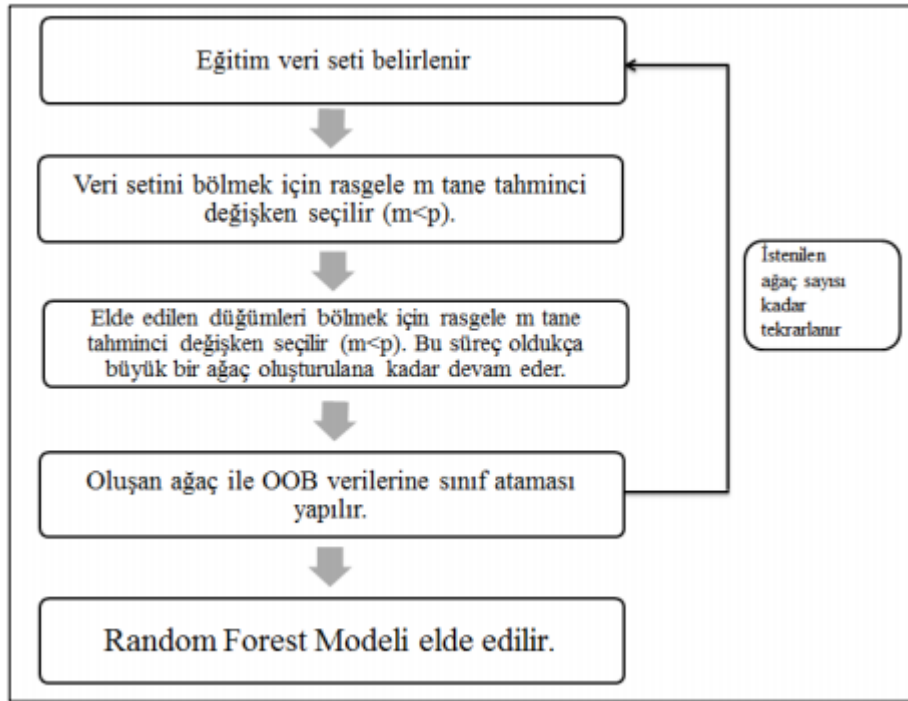 Eğitim veri seti belirlenir
Veri setini bölmek için rasgele m tane tahminci
değişken seçilir (m<p).
Elde edilen düğümleri bölmek için rasgele m tane
tahminci değişken seçilir (m<p). Bu süreç oldukça
büyük bir ağaç oluşturulana kadar devam eder.
Oluşan ağaç ile OOB verilerine sınıf ataması
yapılır.
Random Forest Modeli elde edilir.
İstenilen
ağaç sayısı
kadar
tekrarlanır